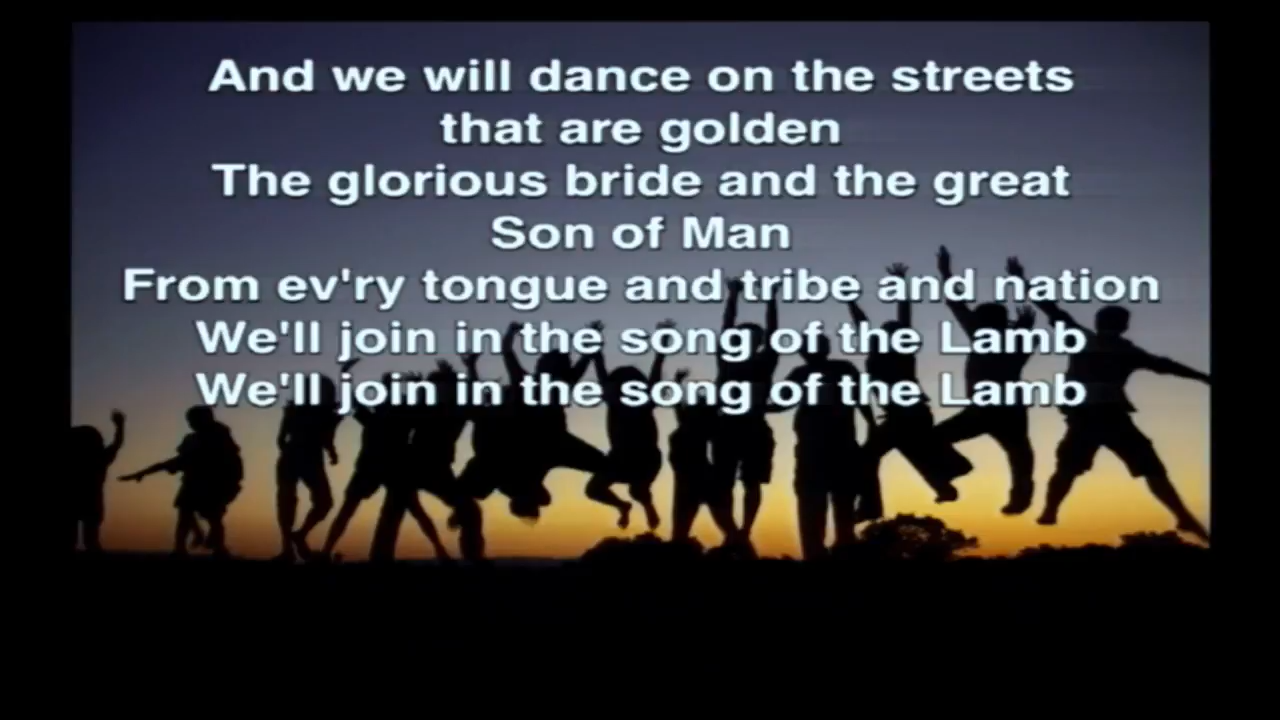 And we will dance on the streets
that are golden
The glorious bride and the great
Son of Man
From ev'ry tongue and tribe and nation
We'll join in the song of the Lamb
We'll join in the song of the Lamb